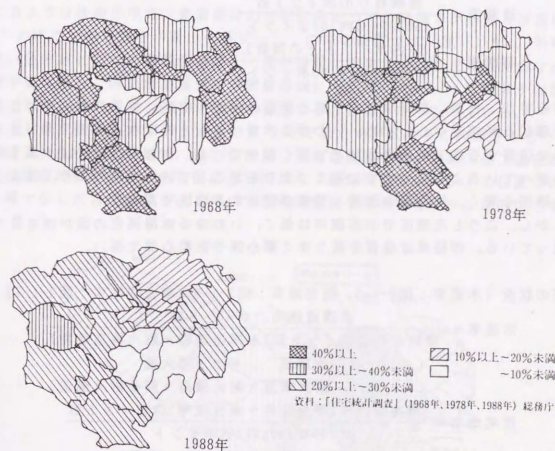 1968年
1978年
1988年
40%以上
30%以上～40%未満
20%以上～30%未満
10%以上～20%未満
～10%未満
資料:『住宅統計調査』(1968年、1978年、1988年) 総務庁